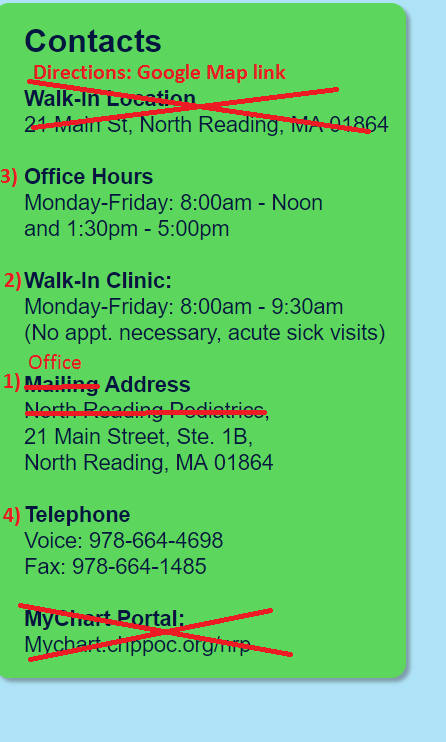 Contacts
Directions: Google Map link
Walk-In Location
21 Main St, North Reading, MA 01864
3) Office Hours
Monday-Friday: 8:00am - Noon
and 1:30pm - 5:00pm
2) Walk-In Clinic:
Monday-Friday: 8:00am - 9:30am
(No appt. necessary, acute sick visits)
Office
1) Mailing Address
North Reading Pediatrics,
21 Main Street, Ste. 1B,
North Reading, MA 01864
4) Telephone
Voice: 978-664-4698
Fax: 978-664-1485
MyChart Portal:
Mychart.chppoc.org/nrp